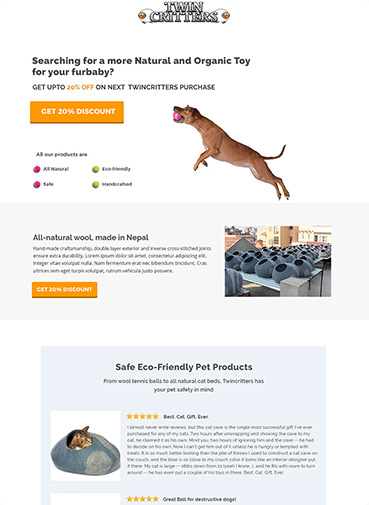 TWIN
CRITTERS
Searching for a more Natural and Organic Toy
for your furbaby?
GET UPTO 20% OFF ON NEXT TWINCRITTERS PURCHASE
GET 20% DISCOUNT
All our products are
All Natural
Eco-friendly
Safe
Handcrafted
All-natural wool, made in Nepal
Hand-made craftsmanship, double layer exterior and inverse cross-stitched joints
ensure extra durability. Lorem ipsum dolor sit amet, consectetur adipiscing elit.
Integer vitae volutpat nulla. Nam fermentum erat nec bibendum tincidunt. Cras
ultrices sem eget turpis volutpat, rutrum vehicula justo posuere.
GET 20% DISCOUNT
Safe Eco-Friendly Pet Products
From wool tennis balls to all natural cat beds, Twincritters has
your pet safety in mind
Best. Cat. Gift. Ever.
I almost never write reviews, but this cat cave is the single most successful gift I've ever
purchased for any of my cats. Two hours after unwrapping and showing the cave to my
cat, he claimed it as his own. Mind you, two hours of ignoring him and the cave -- he had
to decide on his own. Now I can't get him out of it unless he is hungry or tempted with
treats. It is so much better looking than the pile of throws I used to construct a cat cave on
the couch, and the blue is so close to my couch color it looks like an interior designer put
it there. My cat is large -- 16lbs down from 19 (yeah I know...), and he fits with room to turn
around -- he has even put a couple of his toys in there. Best. Cat. Gift. Ever.
Great Ball for destructive dogs!